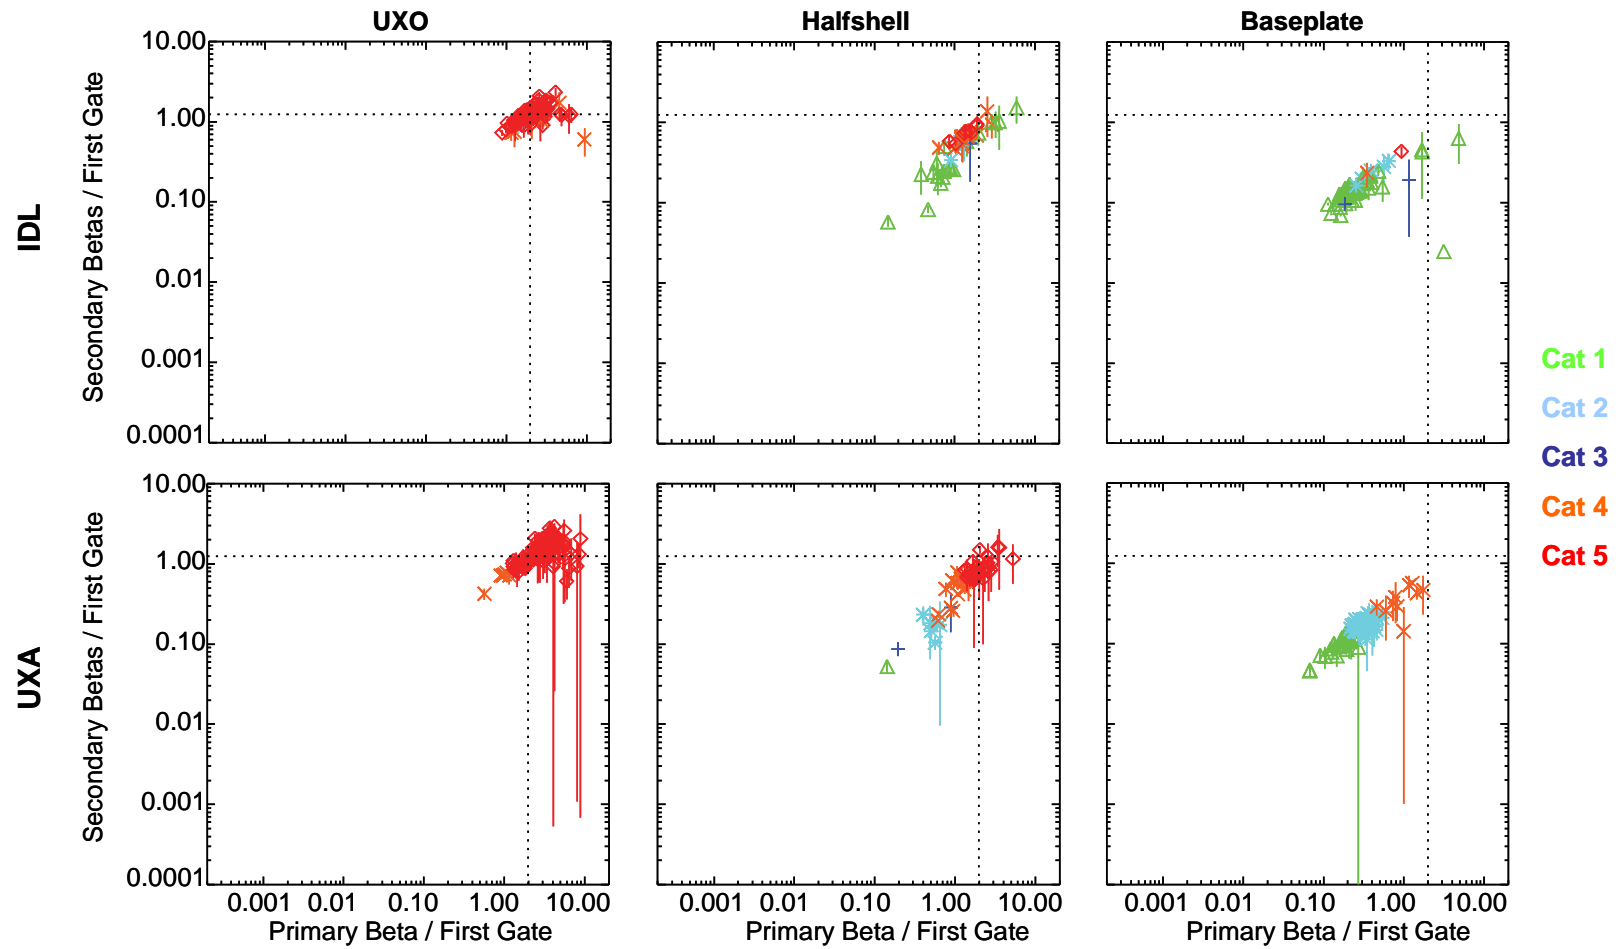 UXO
Halfshell
Baseplate
IDL
Secondary Betas / First Gate
10.00
1.00
0.10
0.01
0.001
0.0001
Cat 1
Cat 2
Cat 3
Cat 4
Cat 5
UXA
Secondary Betas / First Gate
10.00
1.00
0.10
0.01
0.001
0.0001
0.001 1.00 0.10 1.00 10.00
0.001 0.01 0.10 1.00 10.00
0.001 0.01 0.10 1.00 10.00
Primary Beta / First Gate
Primary Beta / First Gate
Primary Beta / First Gate